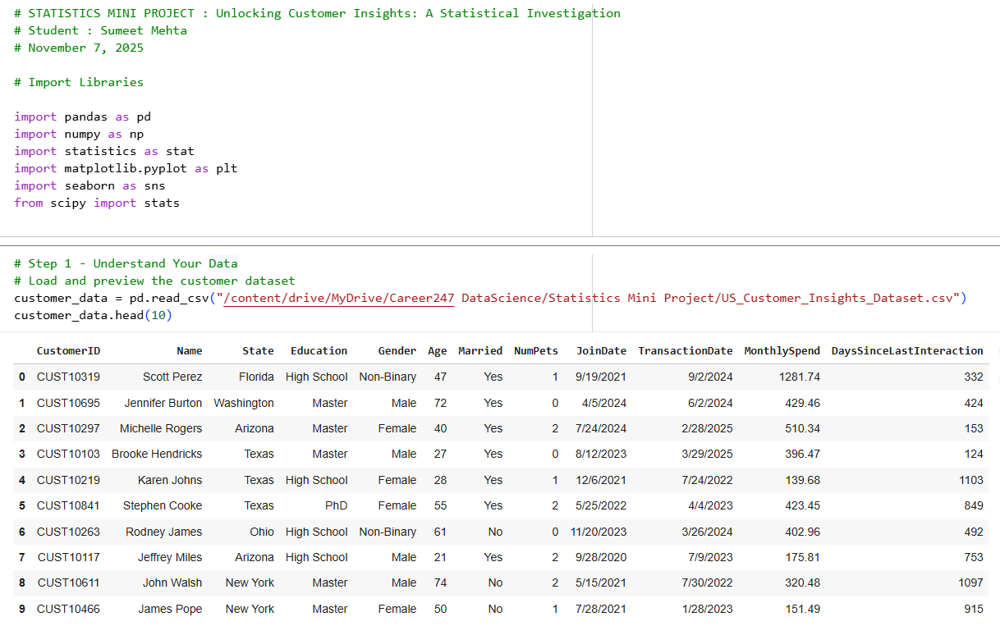 # STATISTICS MINI PROJECT : Unlocking Customer Insights: A Statistical Investigation
# Student : Sumeet Mehta
# November 7, 2025
# Import Libraries
import pandas as pd
import numpy as np
import statistics as stat
import matplotlib.pyplot as plt
import seaborn as sns
from scipy import stats
# Step 1 - Understand Your Data
# Load and preview the customer dataset
customer_data = pd.read_csv("/content/drive/MyDrive/Career247 DataScience/Statistics Mini Project/US_Customer_Insights_Dataset.csv")
customer_data.head(10)
CustomerID Name State Education Gender Age Married NumPets JoinDate TransactionDate MonthlySpend DaysSinceLastInteraction
0 CUST10319 Scott Perez Florida High School Non-Binary 47 Yes 1 9/19/2021 9/2/2024 1281.74 332
1 CUST10695 Jennifer Burton Washington Master Male 72 Yes 0 4/5/2024 6/2/2024 429.46 424
2 CUST10297 Michelle Rogers Arizona Master Female 40 Yes 2 7/24/2024 2/28/2025 510.34 153
3 CUST10103 Brooke Hendricks Texas Master Male 27 Yes 0 8/12/2023 3/29/2025 396.47 124
4 CUST10219 Karen Johns Texas High School Female 28 Yes 1 12/6/2021 7/24/2022 139.68 1103
5 CUST10841 Stephen Cooke Texas PhD Female 55 Yes 2 5/25/2022 4/4/2023 423.45 849
6 CUST10263 Rodney James Ohio High School Non-Binary 61 No 0 11/20/2023 3/26/2024 402.96 492
7 CUST10117 Jeffrey Miles Arizona High School Male 21 Yes 2 9/28/2020 7/9/2023 175.81 753
8 CUST10611 John Walsh New York Master Male 74 No 2 5/15/2021 7/30/2022 320.48 1097
9 CUST10466 James Pope New York Master Female 50 No 1 7/28/2021 1/28/2023 151.49 915